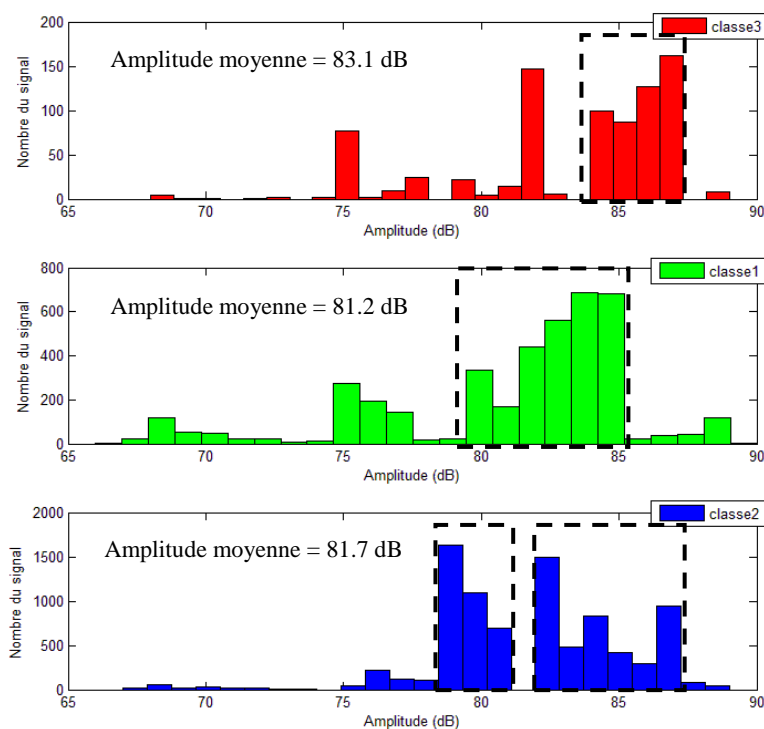 classe3
Amplitude moyenne = 83.1 dB
Nombre du signal
200
150
100
50
0
65 70 75 80 85 90
Amplitude (dB)
classe1
Amplitude moyenne = 81.2 dB
Nombre du signal
800
600
400
200
0
65 70 75 80 85 90
Amplitude (dB)
classe2
Amplitude moyenne = 81.7 dB
Nombre du signal
2000
1500
1000
500
0
65 70 75 80 85 90
Amplitude (dB)